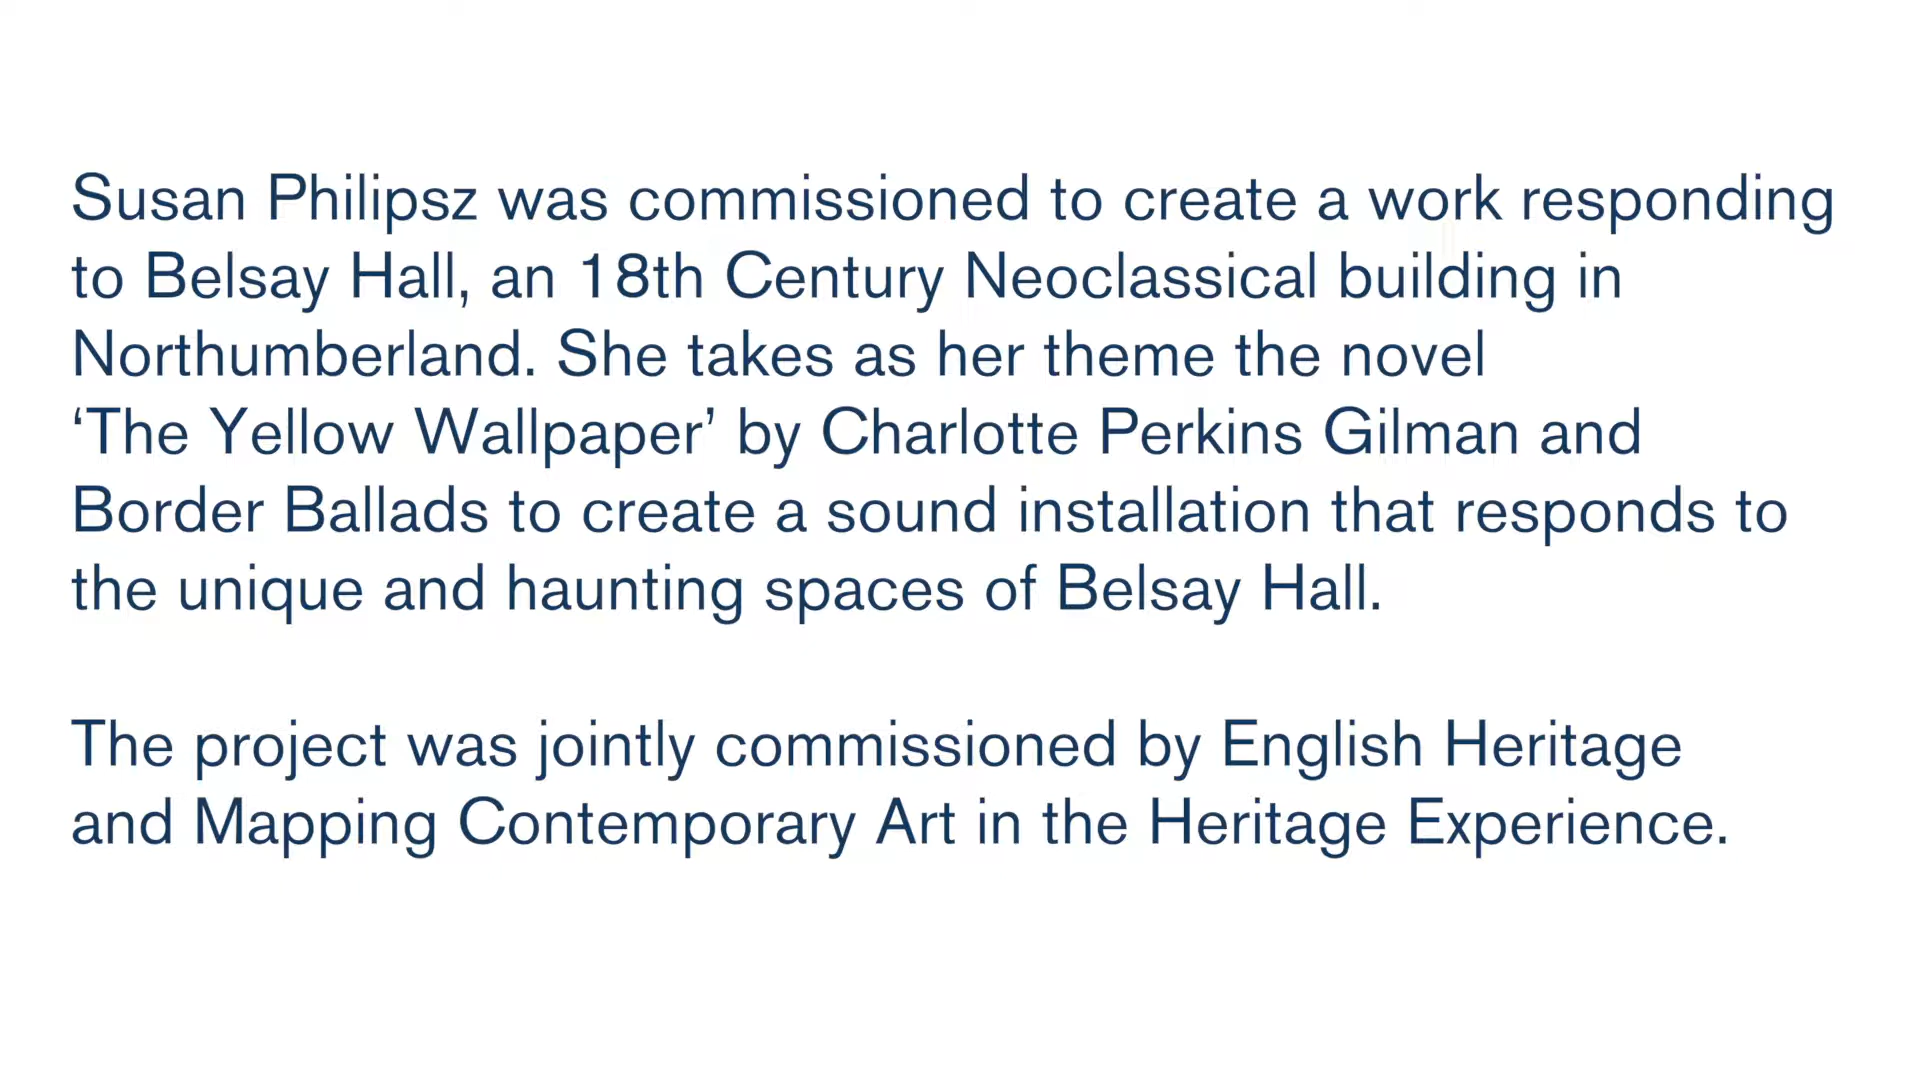 Susan Philipsz was commissioned to create a work responding
to Belsay Hall, an 18th Century Neoclassical building in
Northumberland. She takes as her theme the novel
‘The Yellow Wallpaper’ by Charlotte Perkins Gilman and
Border Ballads to create a sound installation that responds to
the unique and haunting spaces of Belsay Hall.
The project was jointly commissioned by English Heritage
and Mapping Contemporary Art in the Heritage Experience.